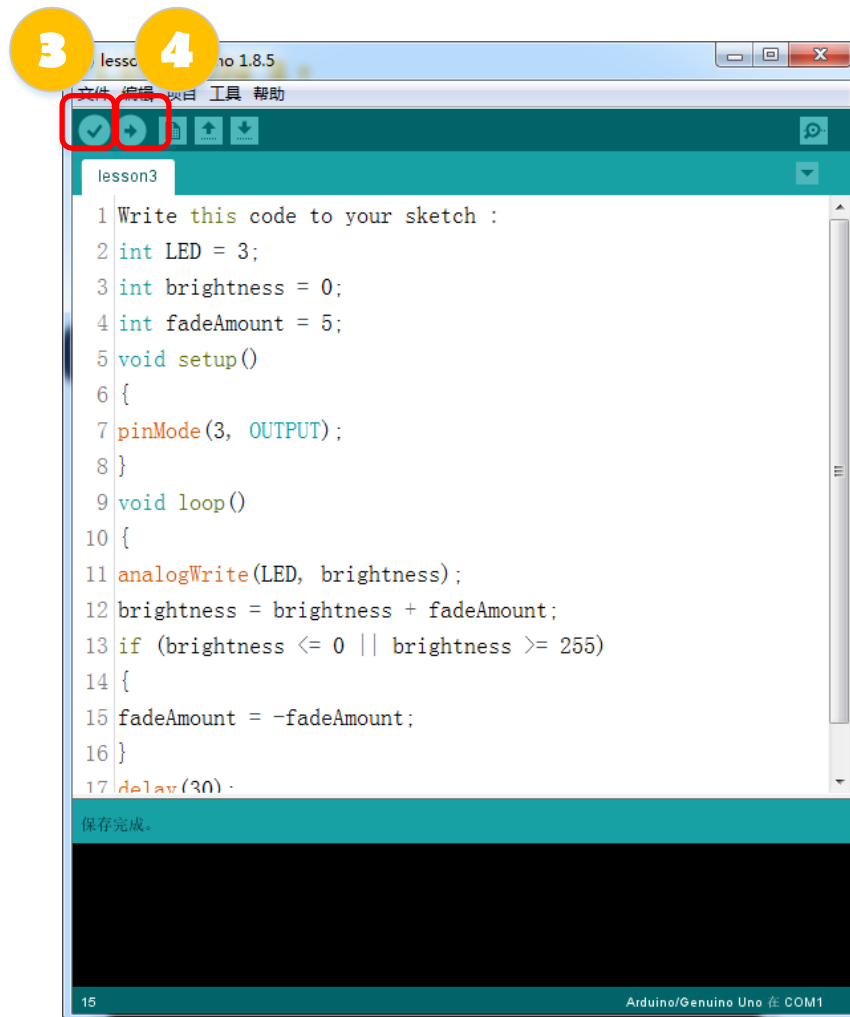 3 4
lesso no 1.8.5
文件 编辑 项目 工具 帮助
lesson3
1 Write this code to your sketch :
2 int LED = 3;
3 int brightness = 0;
4 int fadeAmount = 5;
5 void setup()
6 {
7 pinMode(3, OUTPUT);
8 }
9 void loop()
10 {
11 analogWrite(LED, brightness);
12 brightness = brightness + fadeAmount;
13 if (brightness <= 0 || brightness >= 255)
14 {
15 fadeAmount = -fadeAmount;
16 }
17 delay(30);
保存完成。
15 Arduino/Genuino Uno 在 COM1